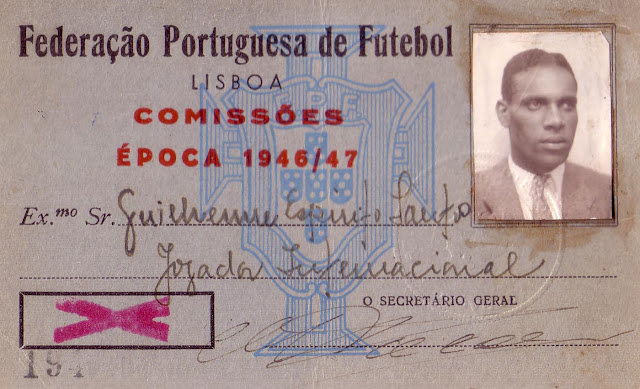 Federação Portuguesa de Futebol
LISBOA
COMISSÕES
ÉPOCA 1946/47
Ex.mo Sr. Guilherme Espirito Santo
Jogador Internacional
O SECRETÁRIO GERAL
194